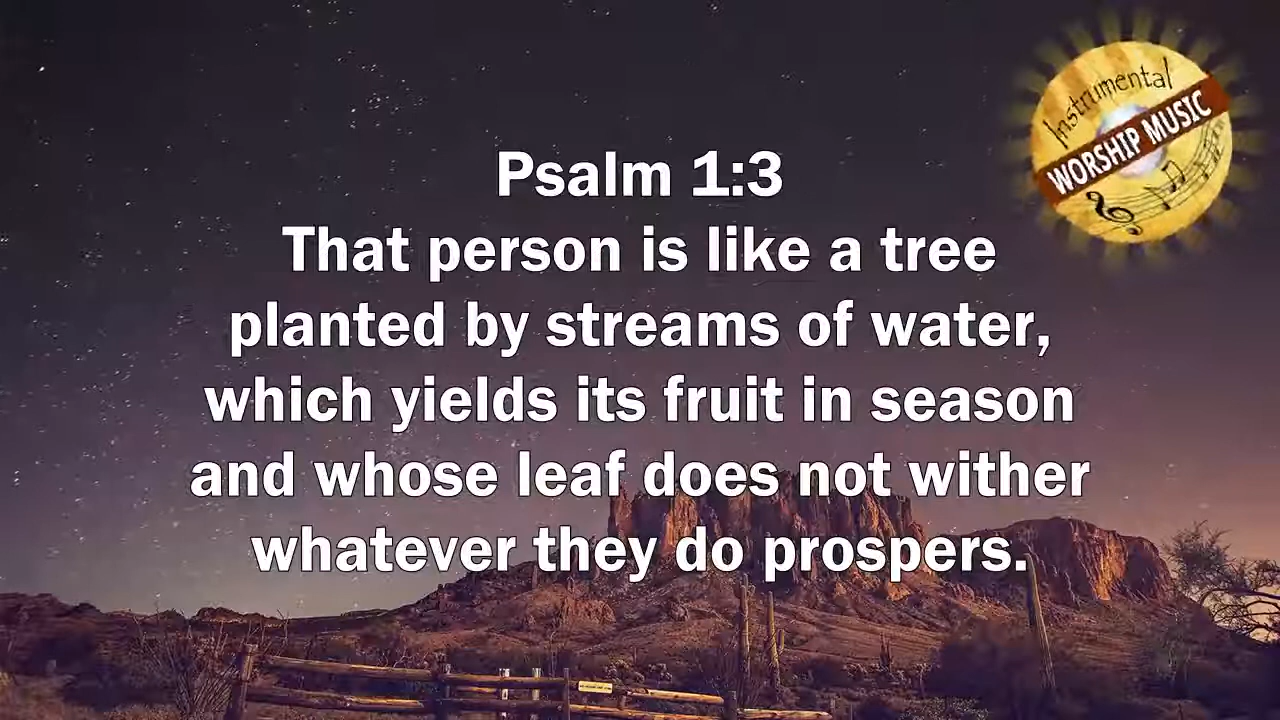 Instrumental
WORSHIP MUSIC
Psalm 1:3
That person is like a tree
planted by streams of water,
which yields its fruit in season
and whose leaf does not wither
whatever they do prospers.